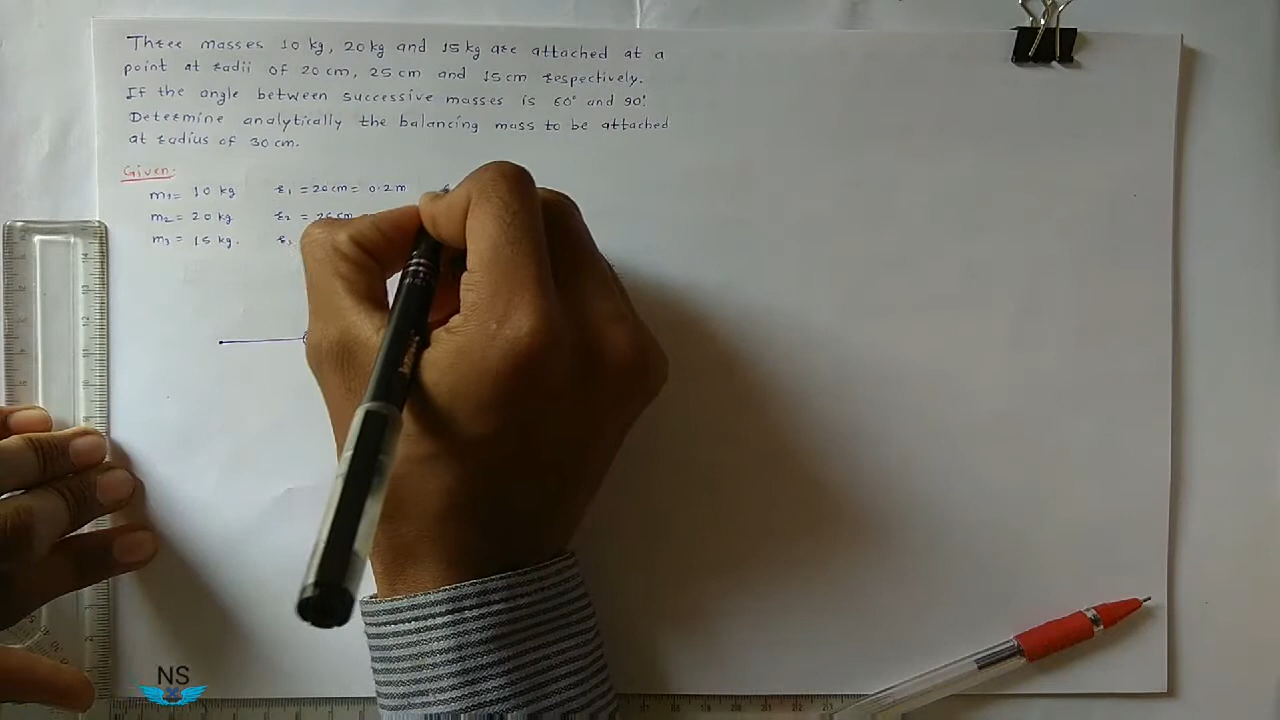 Three masses 10 kg, 20 kg and 15 kg are attached at a
point at radii of 20 cm, 25 cm and 15 cm respectively.
If the angle between successive masses is 60° and 90°.
Determine analytically the balancing mass to be attached
at radius of 30 cm.
Given:
m1 = 10 kg r1 = 20 cm = 0.2 m
m2 = 20 kg r2 = 25 cm
m3 = 15 kg.
NS